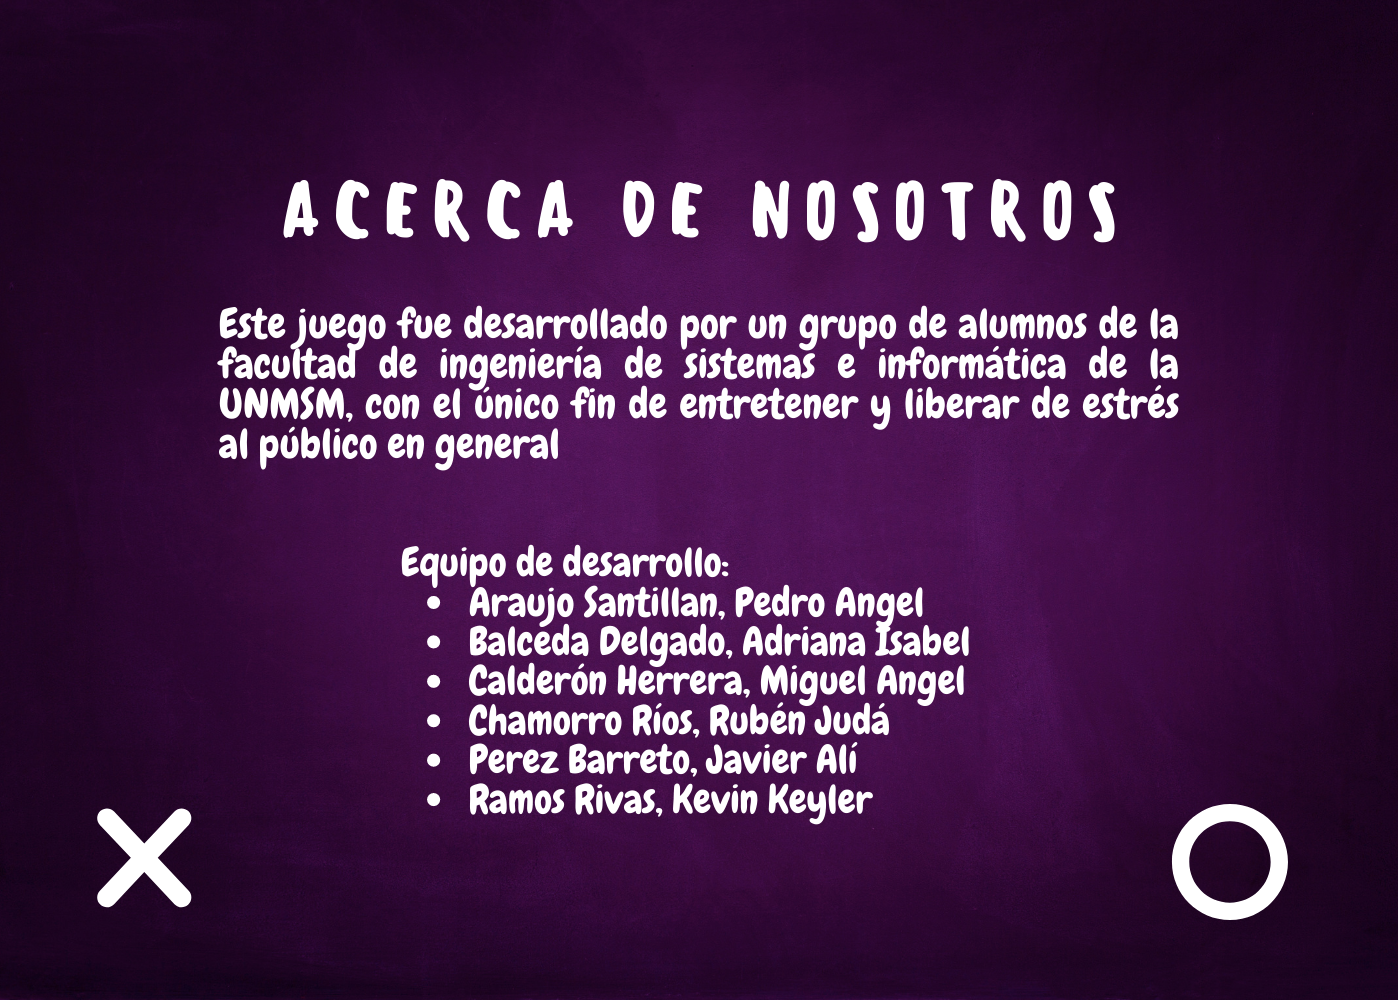 ACERCA DE NOSOTROS
Este juego fue desarrollado por un grupo de alumnos de la
facultad de ingeniería de sistemas e informática de la
UNMSM, con el único fin de entretener y liberar de estrés
al público en general
Equipo de desarrollo:
• Araujo Santillan, Pedro Angel
• Balceda Delgado, Adriana Isabel
• Calderón Herrera, Miguel Angel
• Chamorro Ríos, Rubén Judá
• Perez Barreto, Javier Alí
• Ramos Rivas, Kevin Keyler